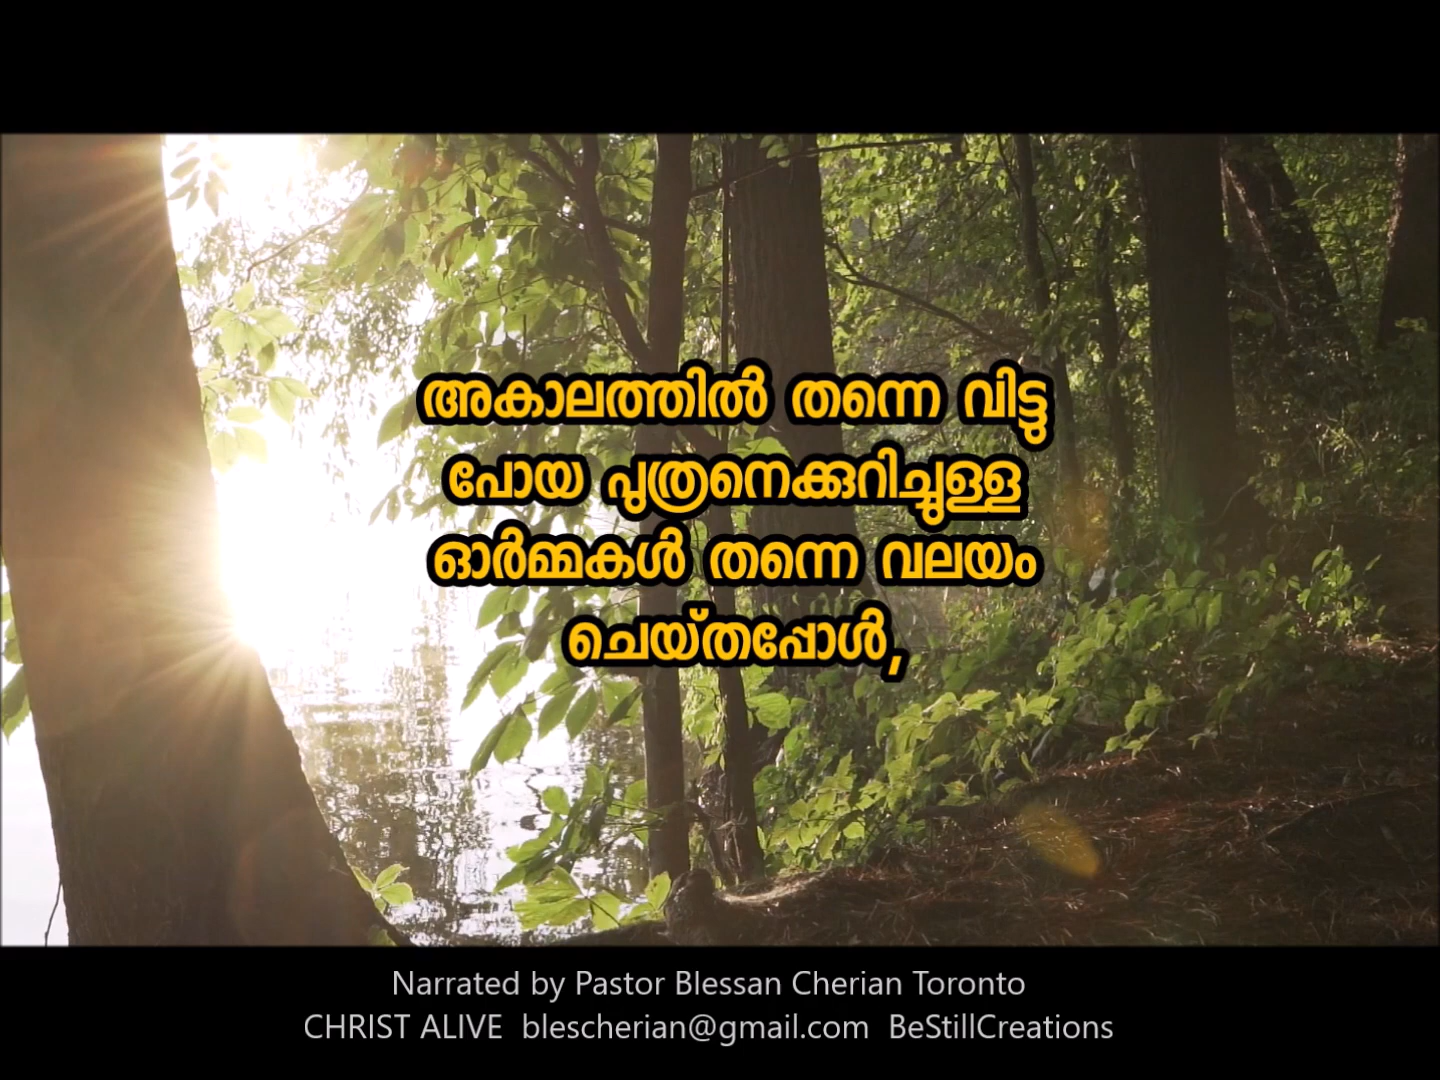 അകാലത്തിൽ തന്നെ വിട്ടു
പോയ പുത്രനെക്കുറിച്ചുള്ള
ഓർമ്മകൾ തന്നെ വലയം
ചെയ്തപ്പോൾ,
Narrated by Pastor Blessan Cherian Toronto
CHRIST ALIVE blescherian@gmail.com BeStillCreations